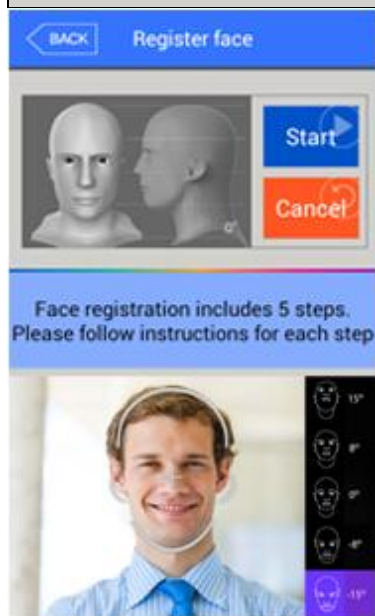 BACK
Register face
Start
Cancel
0°
Face registration includes 5 steps.
Please follow instructions for each step
15°
8°
0°
-8°
-15°